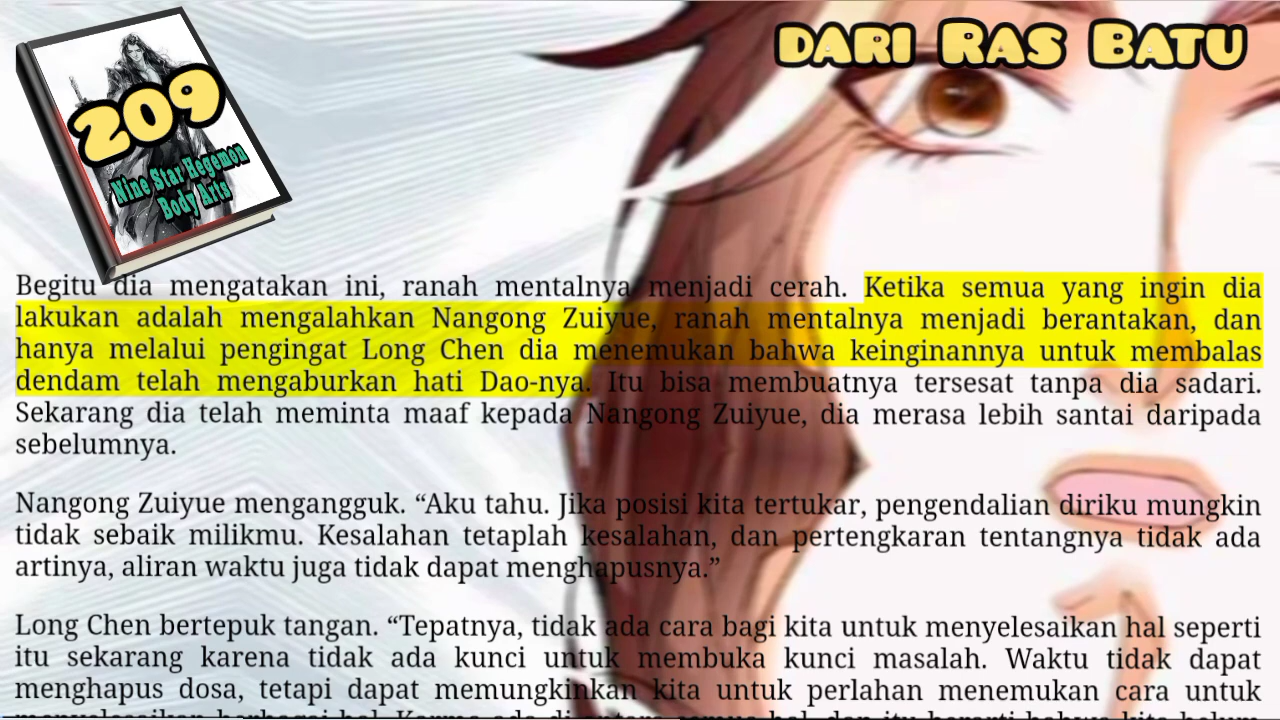 DARI RAS BATU
209
Nine Star Hegemon
Body Arts
Begitu dia mengatakan ini, ranah mentalnya menjadi cerah. Ketika semua yang ingin dia
lakukan adalah mengalahkan Nangong Zuiyue, ranah mentalnya menjadi berantakan, dan
hanya melalui pengingat Long Chen dia menemukan bahwa keinginannya untuk membalas
dendam telah mengaburkan hati Dao-nya. Itu bisa membuatnya tersesat tanpa dia sadari.
Sekarang dia telah meminta maaf kepada Nangong Zuiyue, dia merasa lebih santai daripada
sebelumnya.
Nangong Zuiyue mengangguk. “Aku tahu. Jika posisi kita tertukar, pengendalian diriku mungkin
tidak sebaik milikmu. Kesalahan tetaplah kesalahan, dan pertengkaran tentangnya tidak ada
artinya, aliran waktu juga tidak dapat menghapusnya.”
Long Chen bertepuk tangan. “Tepatnya, tidak ada cara bagi kita untuk menyelesaikan hal seperti
itu sekarang karena tidak ada kunci untuk membuka kunci masalah. Waktu tidak dapat
menghapus dosa, tetapi dapat memungkinkan kita untuk perlahan menemukan cara untuk